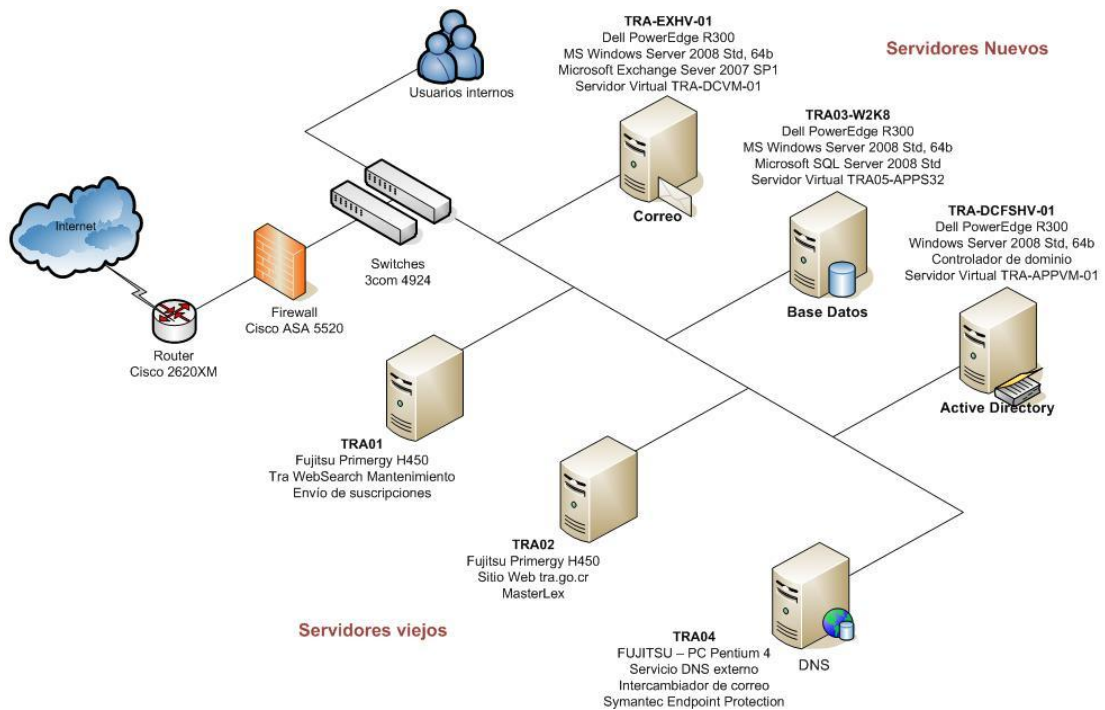 TRA-EXHV-01
Dell PowerEdge R300
MS Windows Server 2008 Std, 64b
Microsoft Exchange Sever 2007 SP1
Servidor Virtual TRA-DCVM-01
Correo
Servidores Nuevos
Usuarios internos
TRA03-W2K8
Dell PowerEdge R300
MS Windows Server 2008 Std, 64b
Microsoft SQL Server 2008 Std
Servidor Virtual TRA05-APPS32
Base Datos
TRA-DCFSHV-01
Dell PowerEdge R300
Windows Server 2008 Std, 64b
Controlador de dominio
Servidor Virtual TRA-APPVM-01
Active Directory
Internet
Switches
3com 4924
Firewall
Cisco ASA 5520
Router
Cisco 2620XM
TRA01
Fujitsu Primergy H450
Tra WebSearch Mantenimiento
Envío de suscripciones
TRA02
Fujitsu Primergy H450
Sitio Web tra.go.cr
MasterLex
Servidores viejos
TRA04
FUJITSU – PC Pentium 4
Servicio DNS externo
Intercambiador de correo
Symantec Endpoint Protection
DNS